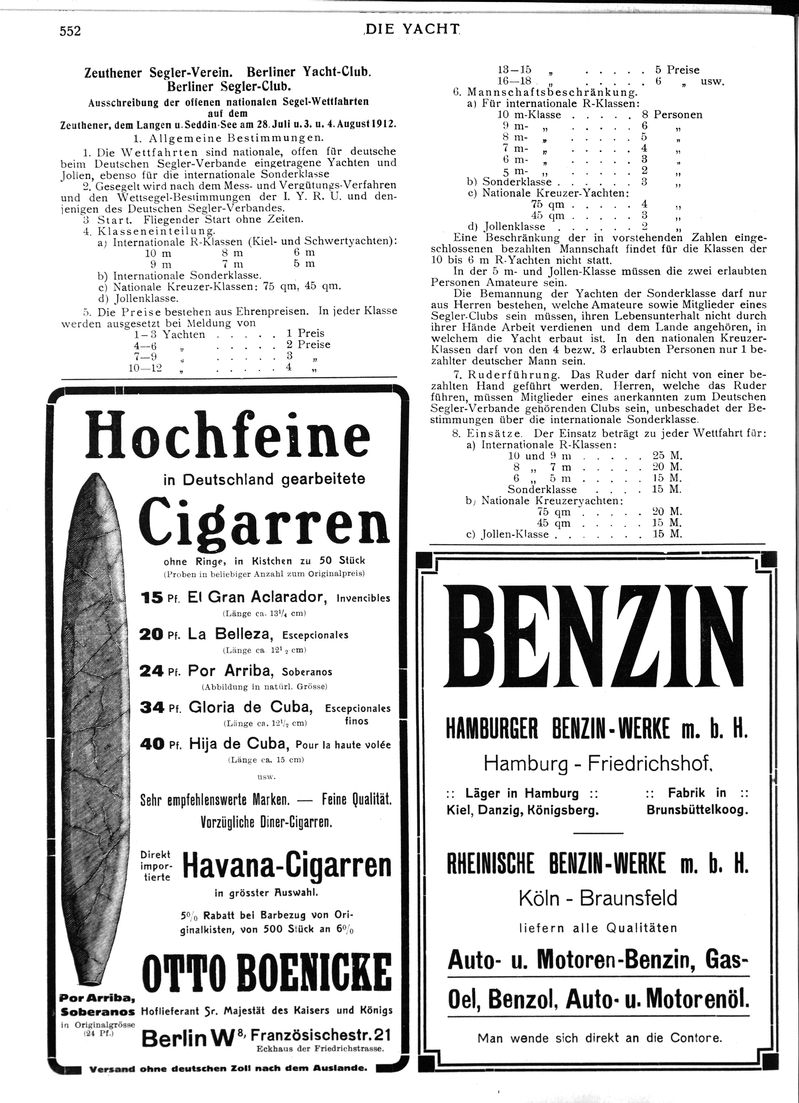 552
DIE YACHT.
Zeuthener Segler-Verein. Berliner Yacht-Club.
Berliner Segler-Club.
Ausschreibung der offenen nationalen Segel-Wettfahrten
auf dem
Zeuthener, dem Langen u. Seddin-See am 28. Juli u. 3. u. 4. August 1912.
1. Allgemeine Bestimmungen.
1. Die Wettfahrten sind nationale, offen für deutsche
beim Deutschen Segler-Verbande eingetragene Yachten und
Jollen, ebenso für die internationale Sonderklasse
2. Gesegelt wird nach dem Mess- und Vergütungs-Verfahren
und den Wettsegel-Bestimmungen der I. Y. R. U. und den-
jenigen des Deutschen Segler-Verbandes.
3. Start. Fliegender Start ohne Zeiten.
4. Klasseneinteilung.
a) Internationale R-Klassen (Kiel- und Schwertyachten):
10 m 8 m 6 m
9 m 7 m 5 m
b) Internationale Sonderklasse.
c) Nationale Kreuzer-Klassen: 75 qm, 45 qm.
d) Jollenklasse.
5. Die Preise bestehen aus Ehrenpreisen. In jeder Klasse
werden ausgesetzt bei Meldung von
1—3 Yachten . . . . . 1 Preis
4—6 „ . . . . . 2 Preise
7—9 „ . . . . . 3 „
10—12 „ . . . . . 4 „
13—15 „ . . . . . 5 Preise
16—18 „ . . . . . 6 „ usw.
6. Mannschaftsbeschränkung.
a) Für internationale R-Klassen:
10 m-Klasse . . . . . 8 Personen
9 m- „ . . . . . 6 „
8 m- „ . . . . . 5 „
7 m- „ . . . . . 4 „
6 m- „ . . . . . 3 „
5 m- „ . . . . . 2 „
b) Sonderklasse . . . . . . 3 „
c) Nationale Kreuzer-Yachten:
75 qm . . . . . 4 „
45 qm . . . . . 3 „
d) Jollenklasse . . . . . . 2 „
Eine Beschränkung der in vorstehenden Zahlen einge-
schlossenen bezahlten Mannschaft findet für die Klassen der
10 bis 6 m R-Yachten nicht statt.
In der 5 m- und Jollen-Klasse müssen die zwei erlaubten
Personen Amateure sein.
Die Bemannung der Yachten der Sonderklasse darf nur
aus Herren bestehen, welche Amateure sowie Mitglieder eines
Segler-Clubs sein müssen, ihren Lebensunterhalt nicht durch
ihrer Hände Arbeit verdienen und dem Lande angehören, in
welchem die Yacht erbaut ist. In den nationalen Kreuzer-
Klassen darf von den 4 bezw. 3 erlaubten Personen nur 1 be-
zahlter deutscher Mann sein.
7. Ruderführung. Das Ruder darf nicht von einer be-
zahlten Hand geführt werden. Herren, welche das Ruder
führen, müssen Mitglieder eines anerkannten zum Deutschen
Segler-Verbande gehörenden Clubs sein, unbeschadet der Be-
stimmungen über die internationale Sonderklasse.
8. Einsätze. Der Einsatz beträgt zu jeder Wettfahrt für:
a) Internationale R-Klassen:
10 und 9 m . . . . . 25 M.
8 „ 7 m . . . . . 20 M.
6 „ 5 m . . . . . 15 M.
Sonderklasse . . . . 15 M.
b) Nationale Kreuzeryachten:
75 qm . . . . . 20 M.
45 qm . . . . . 15 M.
c) Jollen-Klasse . . . . . . . 15 M.
Hochfeine
in Deutschland gearbeitete
Cigarren
ohne Ringe, in Kistchen zu 50 Stück
(Proben in beliebiger Anzahl zum Originalpreis)
15 Pf. El Gran Aclarador, Invencibles
(Länge ca. 13¼ cm)
20 Pf. La Belleza, Escepcionales
(Länge ca 12½ cm)
24 Pf. Por Arriba, Soberanos
(Abbildung in natürl. Grösse)
34 Pf. Gloria de Cuba, Escepcionales
(Länge ca. 12½ cm) finos
40 Pf. Hija de Cuba, Pour la haute volée
(Länge ca. 15 cm)
usw.
Sehr empfehlenswerte Marken. — Feine Qualität.
Vorzügliche Diner-Cigarren.
Direkt
impor-
tierte
Havana-Cigarren
in grösster Auswahl.
5% Rabatt bei Barbezug von Ori-
ginalkisten, von 500 Stück an 6%
OTTO BOENICKE
Hoflieferant Sr. Majestät des Kaisers und Königs
Berlin W8, Französischestr. 21
Eckhaus der Friedrichstrasse.
Por Arriba,
Soberanos
in Originalgrösse
(24 Pf.)
Versand ohne deutschen Zoll nach dem Auslande.
BENZIN
HAMBURGER BENZIN-WERKE m. b. H.
Hamburg - Friedrichshof.
:: Läger in Hamburg :: :: Fabrik in ::
Kiel, Danzig, Königsberg. Brunsbüttelkoog.
RHEINISCHE BENZIN-WERKE m. b. H.
Köln - Braunsfeld
liefern alle Qualitäten
Auto- u. Motoren-Benzin, Gas-
Oel, Benzol, Auto- u. Motorenöl.
Man wende sich direkt an die Contore.